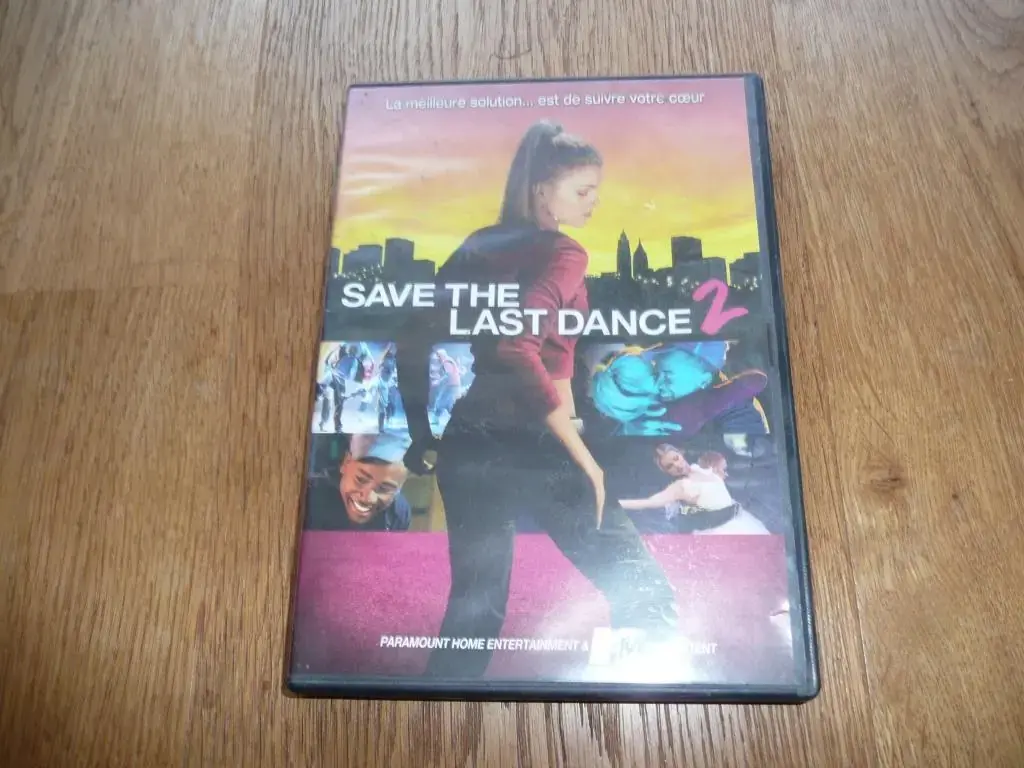 La meilleure solution... est de suivre votre cœur
SAVE THE
LAST DANCE 2
PARAMOUNT HOME ENTERTAINMENT &